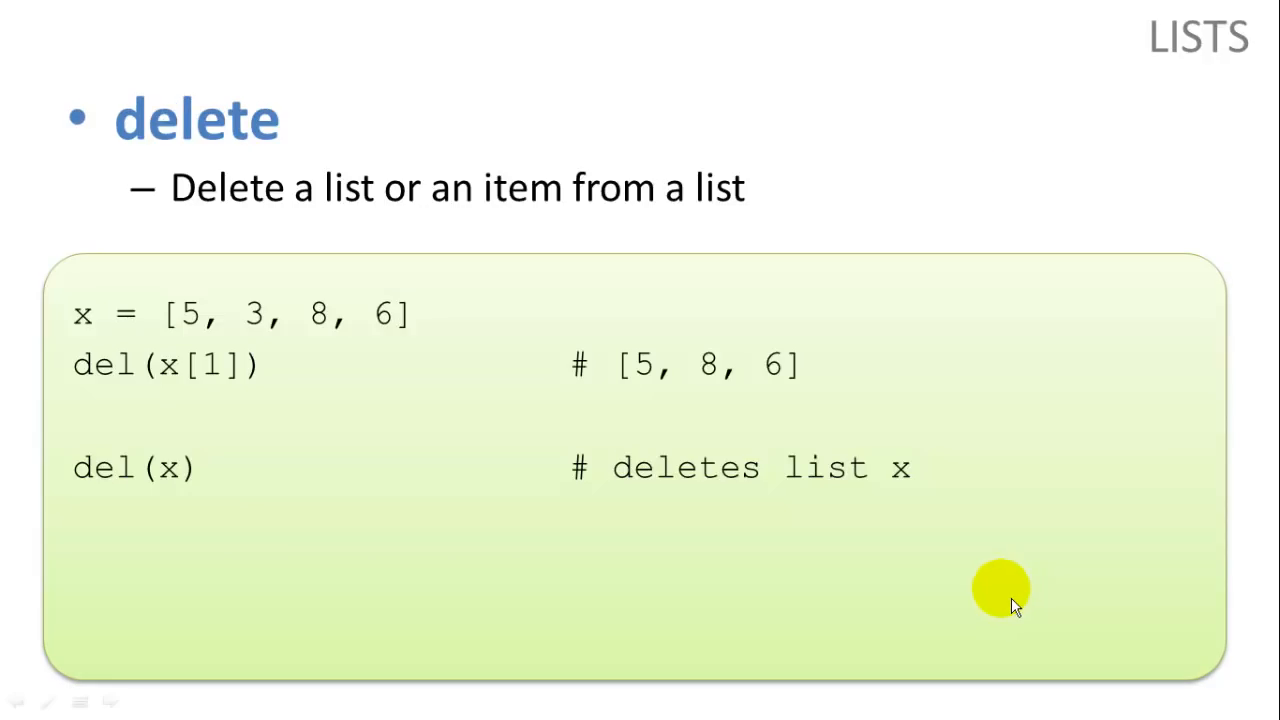 LISTS
• delete
– Delete a list or an item from a list
x = [5, 3, 8, 6]
del(x[1]) # [5, 8, 6]
del(x) # deletes list x